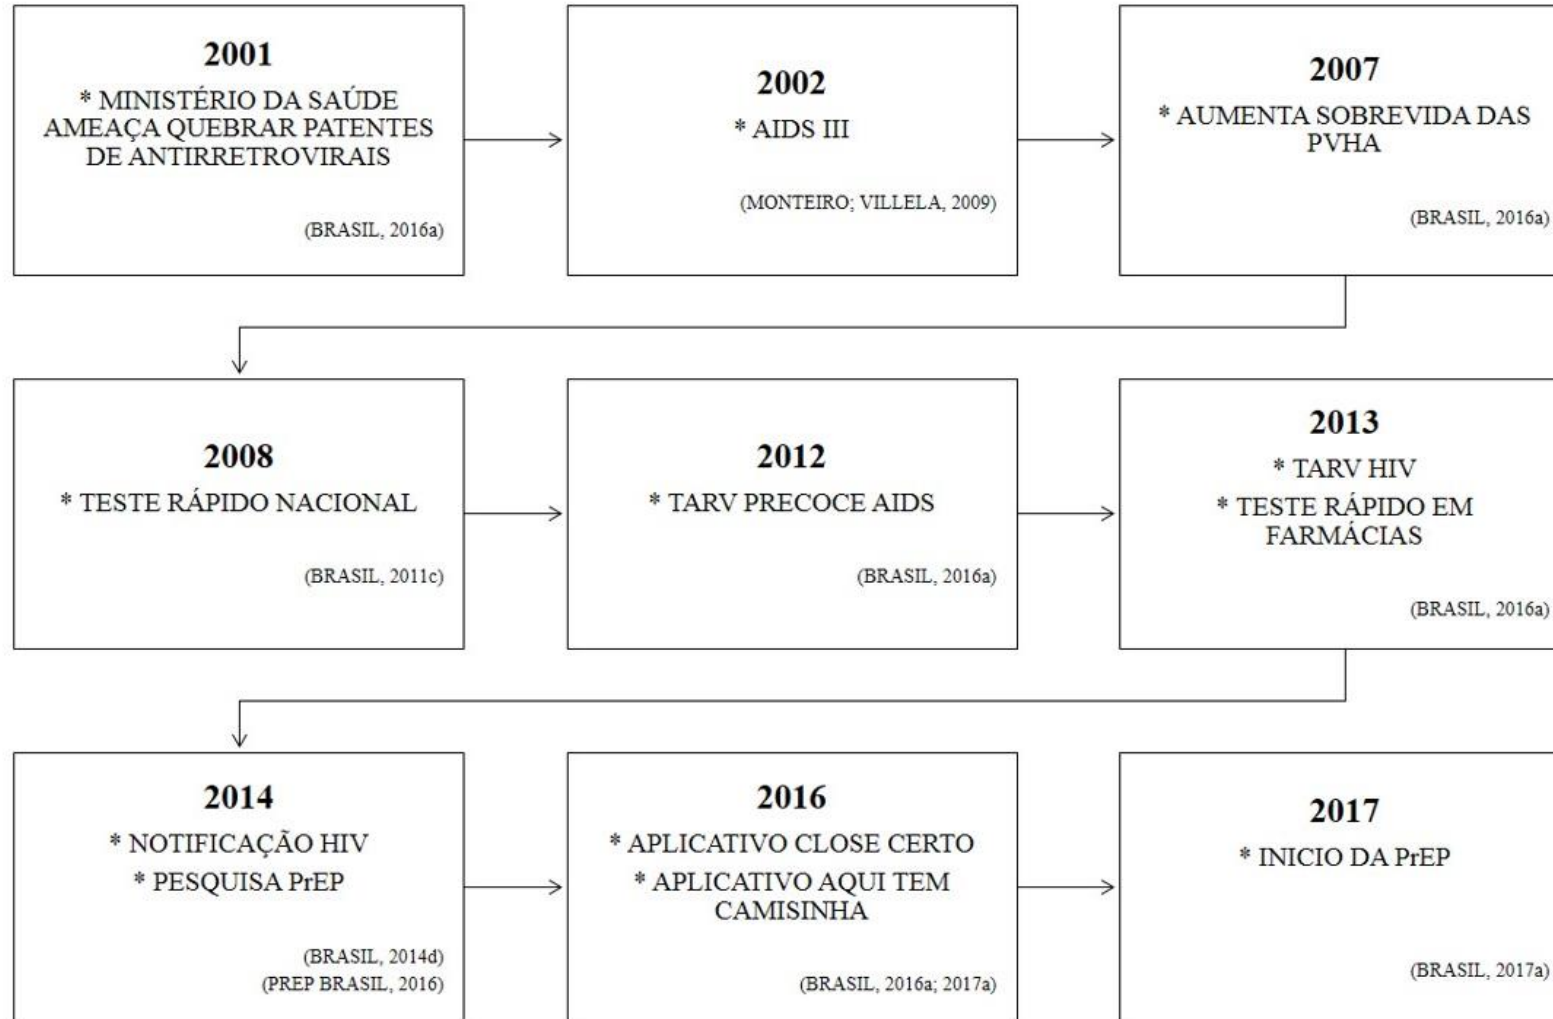 2001
* MINISTÉRIO DA SAÚDE
AMEAÇA QUEBRAR PATENTES
DE ANTIRRETROVIRAIS
(BRASIL, 2016a)
2002
* AIDS III
(MONTEIRO; VILLELA, 2009)
2007
* AUMENTA SOBREVIDA DAS
PVHA
(BRASIL, 2016a)
2008
* TESTE RÁPIDO NACIONAL
(BRASIL, 2011c)
2012
* TARV PRECOCE AIDS
(BRASIL, 2016a)
2013
* TARV HIV
* TESTE RÁPIDO EM
FARMÁCIAS
(BRASIL, 2016a)
2014
* NOTIFICAÇÃO HIV
* PESQUISA PrEP
(BRASIL, 2014d)
(PREP BRASIL, 2016)
2016
* APLICATIVO CLOSE CERTO
* APLICATIVO AQUI TEM
CAMISINHA
(BRASIL, 2016a; 2017a)
2017
* INICIO DA PrEP
(BRASIL, 2017a)